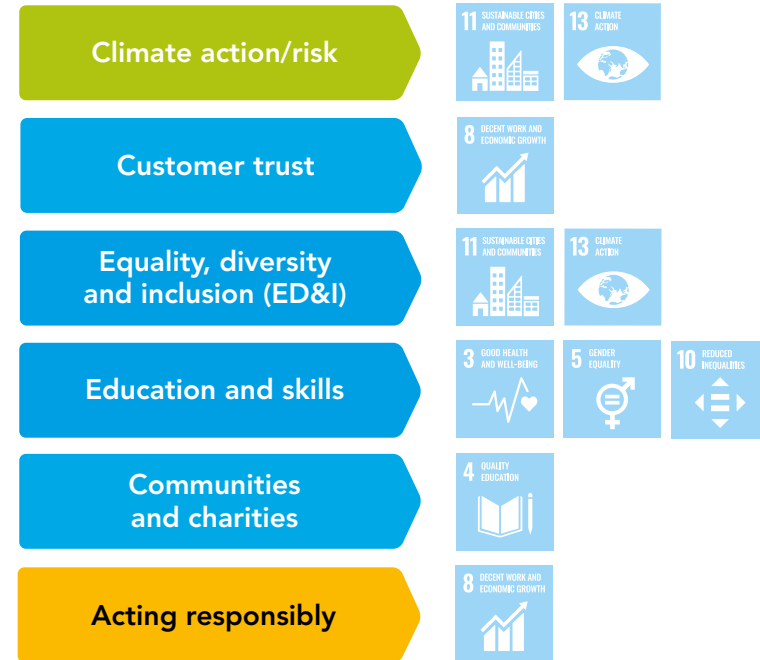 Climate action/risk
11 SUSTAINABLE CITIES
AND COMMUNITIES
13 CLIMATE
ACTION
Customer trust
8 DECENT WORK AND
ECONOMIC GROWTH
Equality, diversity
and inclusion (ED&I)
11 SUSTAINABLE CITIES
AND COMMUNITIES
13 CLIMATE
ACTION
Education and skills
3 GOOD HEALTH
AND WELL-BEING
5 GENDER
EQUALITY
10 REDUCED
INEQUALITIES
Communities
and charities
4 QUALITY
EDUCATION
Acting responsibly
8 DECENT WORK AND
ECONOMIC GROWTH